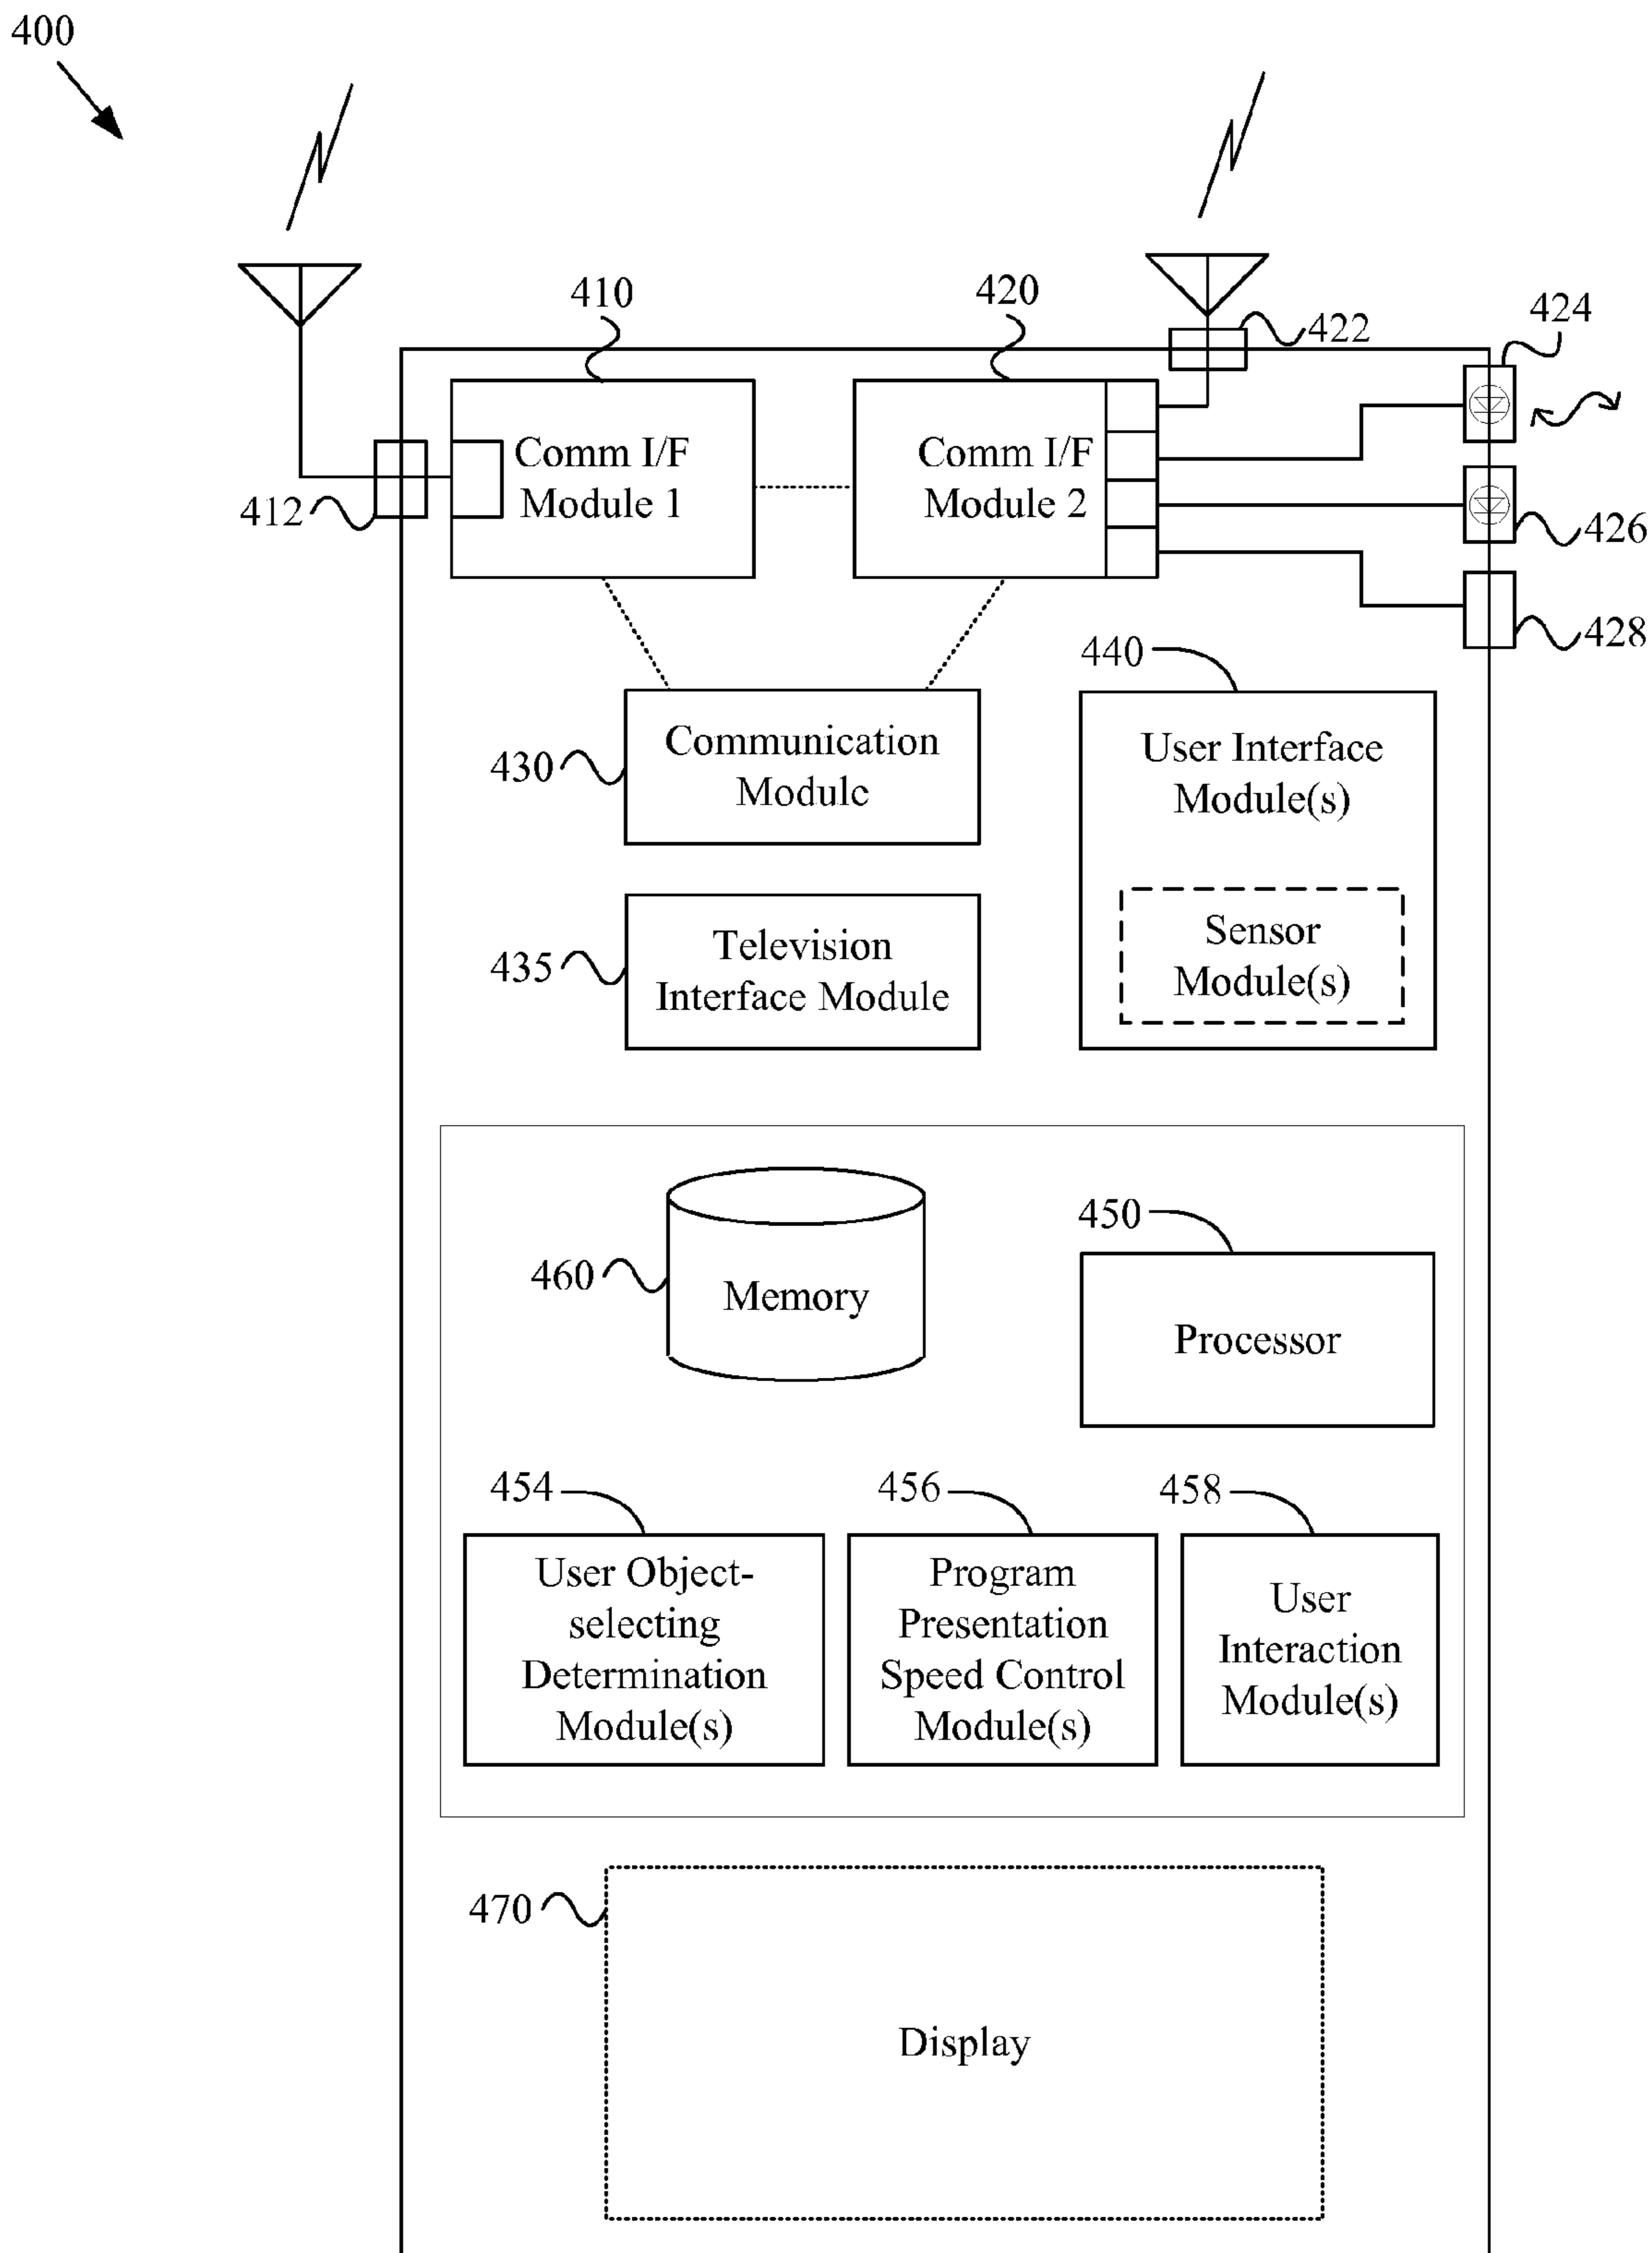 400
410
420
422
424
412
Comm I/F
Module 1
Comm I/F
Module 2
426
428
430
Communication
Module
440
User Interface
Module(s)
435
Television
Interface Module
Sensor
Module(s)
460
Memory
450
Processor
454
User Object-
selecting
Determination
Module(s)
456
Program
Presentation
Speed Control
Module(s)
458
User
Interaction
Module(s)
470
Display